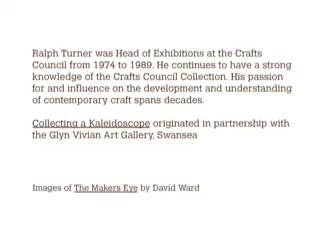 Ralph Turner was Head of Exhibitions at the Crafts
Council from 1974 to 1989. He continues to have a strong
knowledge of the Crafts Council Collection. His passion
for and influence on the development and understanding
of contemporary craft spans decades.
Collecting a Kaleidoscope originated in partnership with
the Glyn Vivian Art Gallery, Swansea
Images of The Makers Eye by David Ward